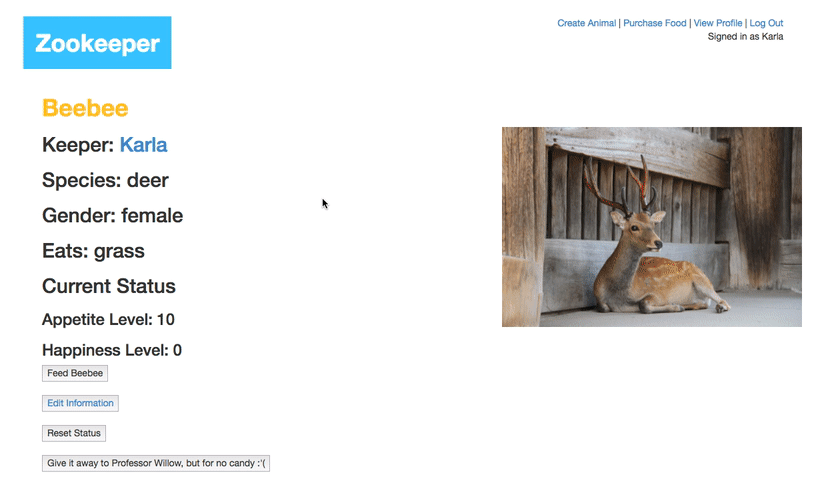 Zookeeper
Create Animal | Purchase Food | View Profile | Log Out
Signed in as Karla
Beebee
Keeper: Karla
Species: deer
Gender: female
Eats: grass
Current Status
Appetite Level: 10
Happiness Level: 0
Feed Beebee
Edit Information
Reset Status
Give it away to Professor Willow, but for no candy :'(